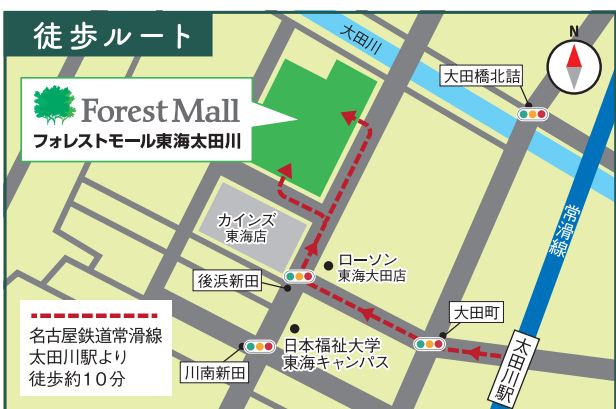 徒歩ルート
N
大田川
大田橋北詰
Forest Mall
フォレストモール東海太田川
常滑線
カインズ
東海店
ローソン
東海大田店
後浜新田
大田町
日本福祉大学
東海キャンパス
川南新田
太田川駅
名古屋鉄道常滑線
太田川駅より
徒歩約10分